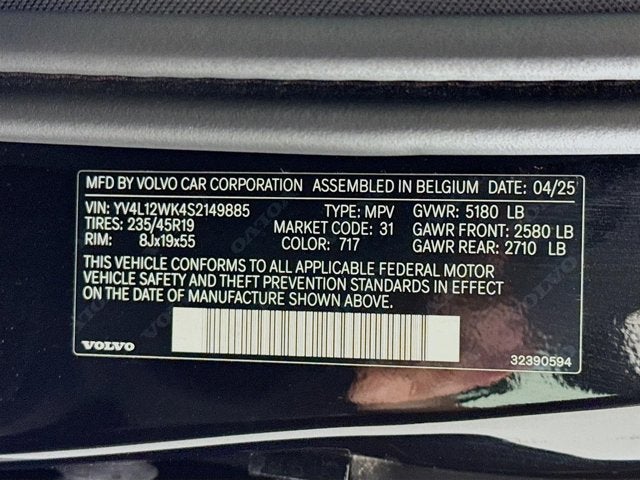 MFD BY VOLVO CAR CORPORATION ASSEMBLED IN BELGIUM DATE: 04/25
VIN: YV4L12WK4S2149885 TYPE: MPV GVWR: 5180 LB
TIRES: 235/45R19 MARKET CODE: 31 GAWR FRONT: 2580 LB
RIM: 8Jx19x55 COLOR: 717 GAWR REAR: 2710 LB
THIS VEHICLE CONFORMS TO ALL APPLICABLE FEDERAL MOTOR
VEHICLE SAFETY AND THEFT PREVENTION STANDARDS IN EFFECT
ON THE DATE OF MANUFACTURE SHOWN ABOVE.
VOLVO 32390594